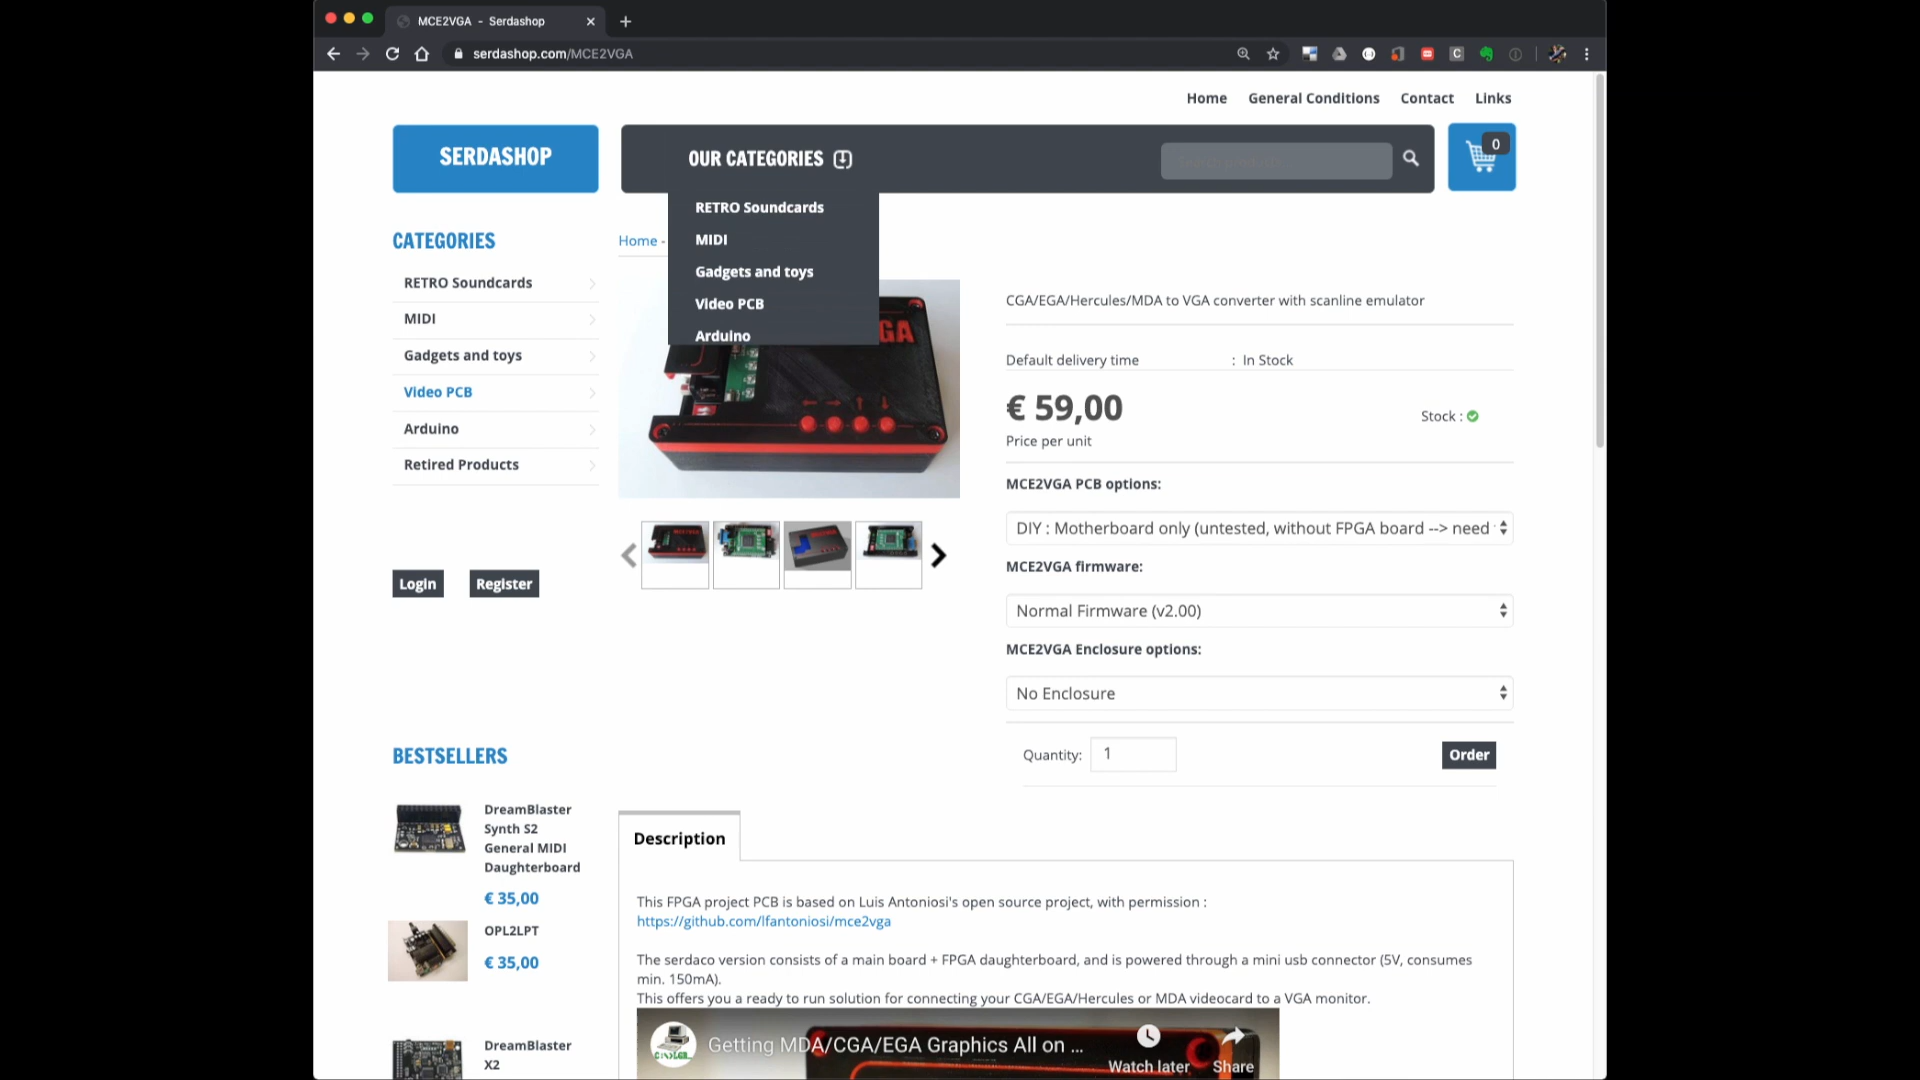 MCE2VGA - Serdashop
serdashop.com/MCE2VGA
Home General Conditions Contact Links
SERDASHOP
OUR CATEGORIES
0
RETRO Soundcards
MIDI
Gadgets and toys
Video PCB
Arduino
CATEGORIES
RETRO Soundcards
MIDI
Gadgets and toys
Video PCB
Arduino
Retired Products
Login Register
Home -
GA
CGA/EGA/Hercules/MDA to VGA converter with scanline emulator
Default delivery time : In Stock
€ 59,00
Stock :
Price per unit
MCE2VGA PCB options:
DIY : Motherboard only (untested, without FPGA board --> need
MCE2VGA firmware:
Normal Firmware (v2.00)
MCE2VGA Enclosure options:
No Enclosure
Quantity: 1 Order
BESTSELLERS
DreamBlaster
Synth S2
General MIDI
Daughterboard
€ 35,00
OPL2LPT
€ 35,00
DreamBlaster
X2
Description
This FPGA project PCB is based on Luis Antoniosi's open source project, with permission :
https://github.com/lfantoniosi/mce2vga
The serdaco version consists of a main board + FPGA daughterboard, and is powered through a mini usb connector (5V, consumes
min. 150mA).
This offers you a ready to run solution for connecting your CGA/EGA/Hercules or MDA videocard to a VGA monitor.
Getting MDA/CGA/EGA Graphics All on ...
Watch later Share